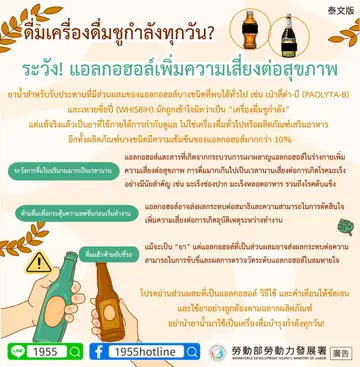 泰文版
ดื่มเครื่องดื่มชูกำลังทุกวัน?
ระวัง! แอลกอฮอล์เพิ่มความเสี่ยงต่อสุขภาพ
ยาน้ำสำหรับรับประทานที่มีส่วนผสมของแอลกอฮอล์บางชนิดที่พบได้ทั่วไป เช่น เป่าลี่ต๋า-บี (PAOLYTA-B)
และเหวยซื่อปี่ (WHISBIH) มักถูกเข้าใจผิดว่าเป็น "เครื่องดื่มชูกำลัง"
แต่แท้จริงแล้วเป็นยาที่ใช้ภายใต้การกำกับดูแล ไม่ใช่เครื่องดื่มทั่วไปหรือผลิตภัณฑ์เสริมอาหาร
อีกทั้งผลิตภัณฑ์บางชนิดมีความเข้มข้นของแอลกอฮอล์มากกว่า 10%
ระวังการดื่มในปริมาณมากเป็นเวลานาน
แอลกอฮอล์และสารที่เกิดจากกระบวนการเผาผลาญแอลกอฮอล์ในร่างกายเพิ่ม
ความเสี่ยงต่อสุขภาพ การดื่มมากเกินไปเป็นเวลานานเสี่ยงต่อการเกิดโรคมะเร็ง
อย่างมีนัยสำคัญ เช่น มะเร็งช่องปาก มะเร็งหลอดอาหาร รวมถึงโรคตับแข็ง
ห้ามดื่มเพื่อกระตุ้นความสดชื่นก่อนเริ่มทำงาน
แอลกอฮอล์อาจส่งผลกระทบต่อสมาธิและความสามารถในการตัดสินใจ
เพิ่มความเสี่ยงต่อการเกิดอุบัติเหตุระหว่างทำงาน
ดื่มแล้วห้ามขับขี่รถ
แม้จะเป็น "ยา" แต่แอลกอฮอล์ที่เป็นส่วนผสมอาจส่งผลกระทบต่อความ
สามารถในการขับขี่และผลการตรวจวัดระดับแอลกอฮอล์ในลมหายใจ
โปรดอ่านส่วนผสมที่เป็นแอลกอฮอล์ วิธีใช้ และคำเตือนให้ชัดเจน
และใช้ยาอย่างถูกต้องตามฉลากผลิตภัณฑ์
อย่านำยาน้ำมาใช้เป็นเครื่องดื่มบำรุงกำลังทุกวัน!
LINE 1955
1955hotline
勞動部勞動力發展署
WORKFORCE DEVELOPMENT AGENCY, MINISTRY OF LABOR
廣告